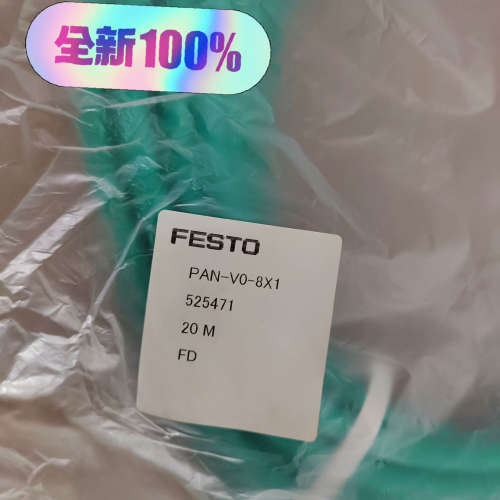 全新100%
FESTO
PAN-V0-8X1
525471
20 M
FD